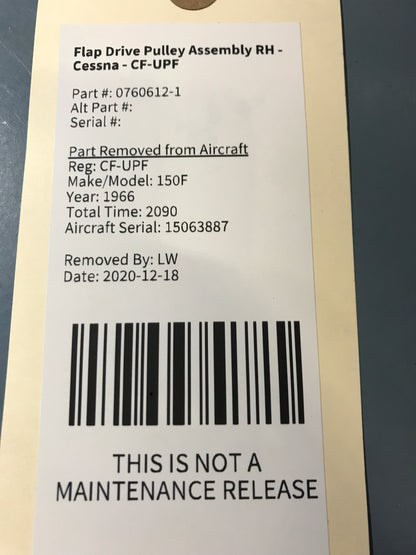 Flap Drive Pulley Assembly RH -
Cessna - CF-UPF
Part #: 0760612-1
Alt Part #:
Serial #:
Part Removed from Aircraft
Reg: CF-UPF
Make/Model: 150F
Year: 1966
Total Time: 2090
Aircraft Serial: 15063887
Removed By: LW
Date: 2020-12-18
THIS IS NOT A
MAINTENANCE RELEASE